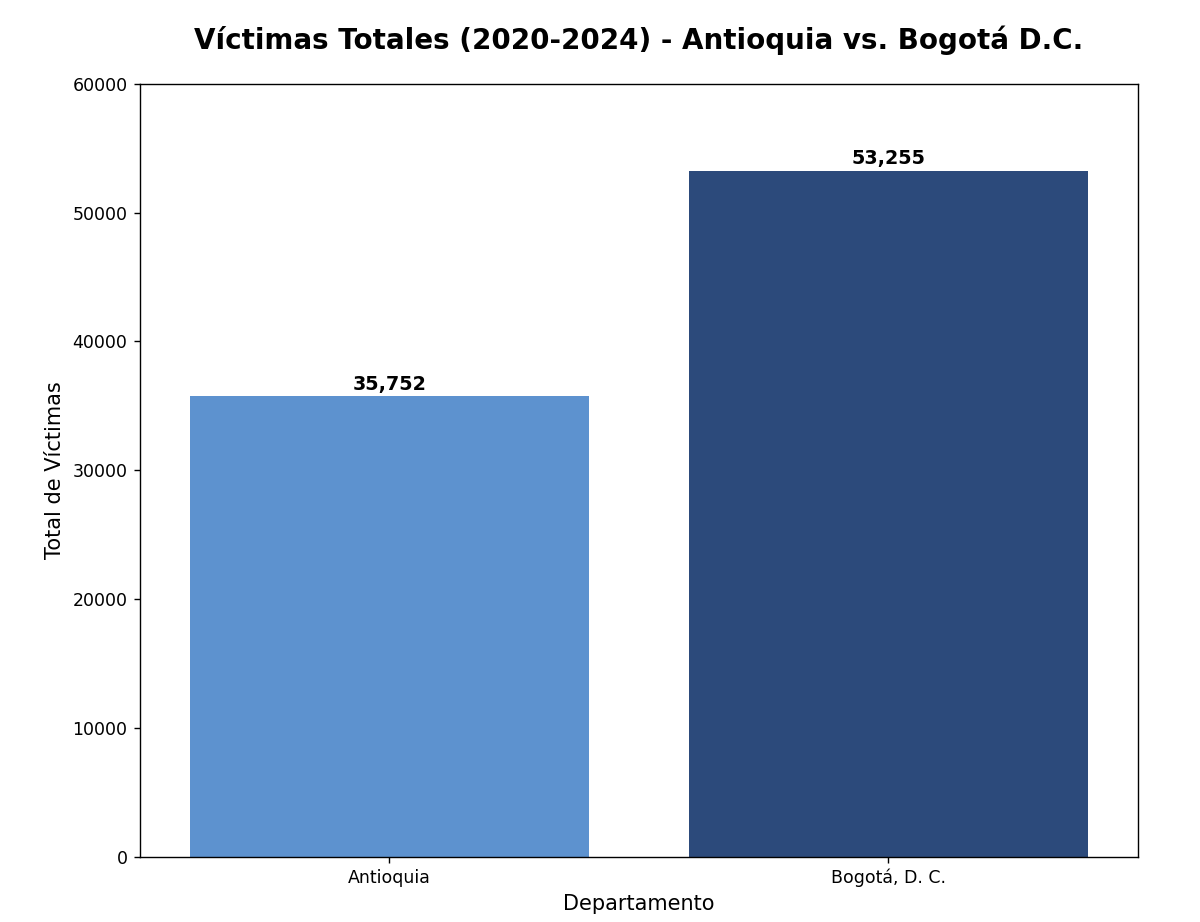 Víctimas Totales (2020-2024) - Antioquia vs. Bogotá D.C.
60000
50000
40000
30000
20000
10000
0
Total de Víctimas
53,255
35,752
Antioquia
Bogotá, D. C.
Departamento